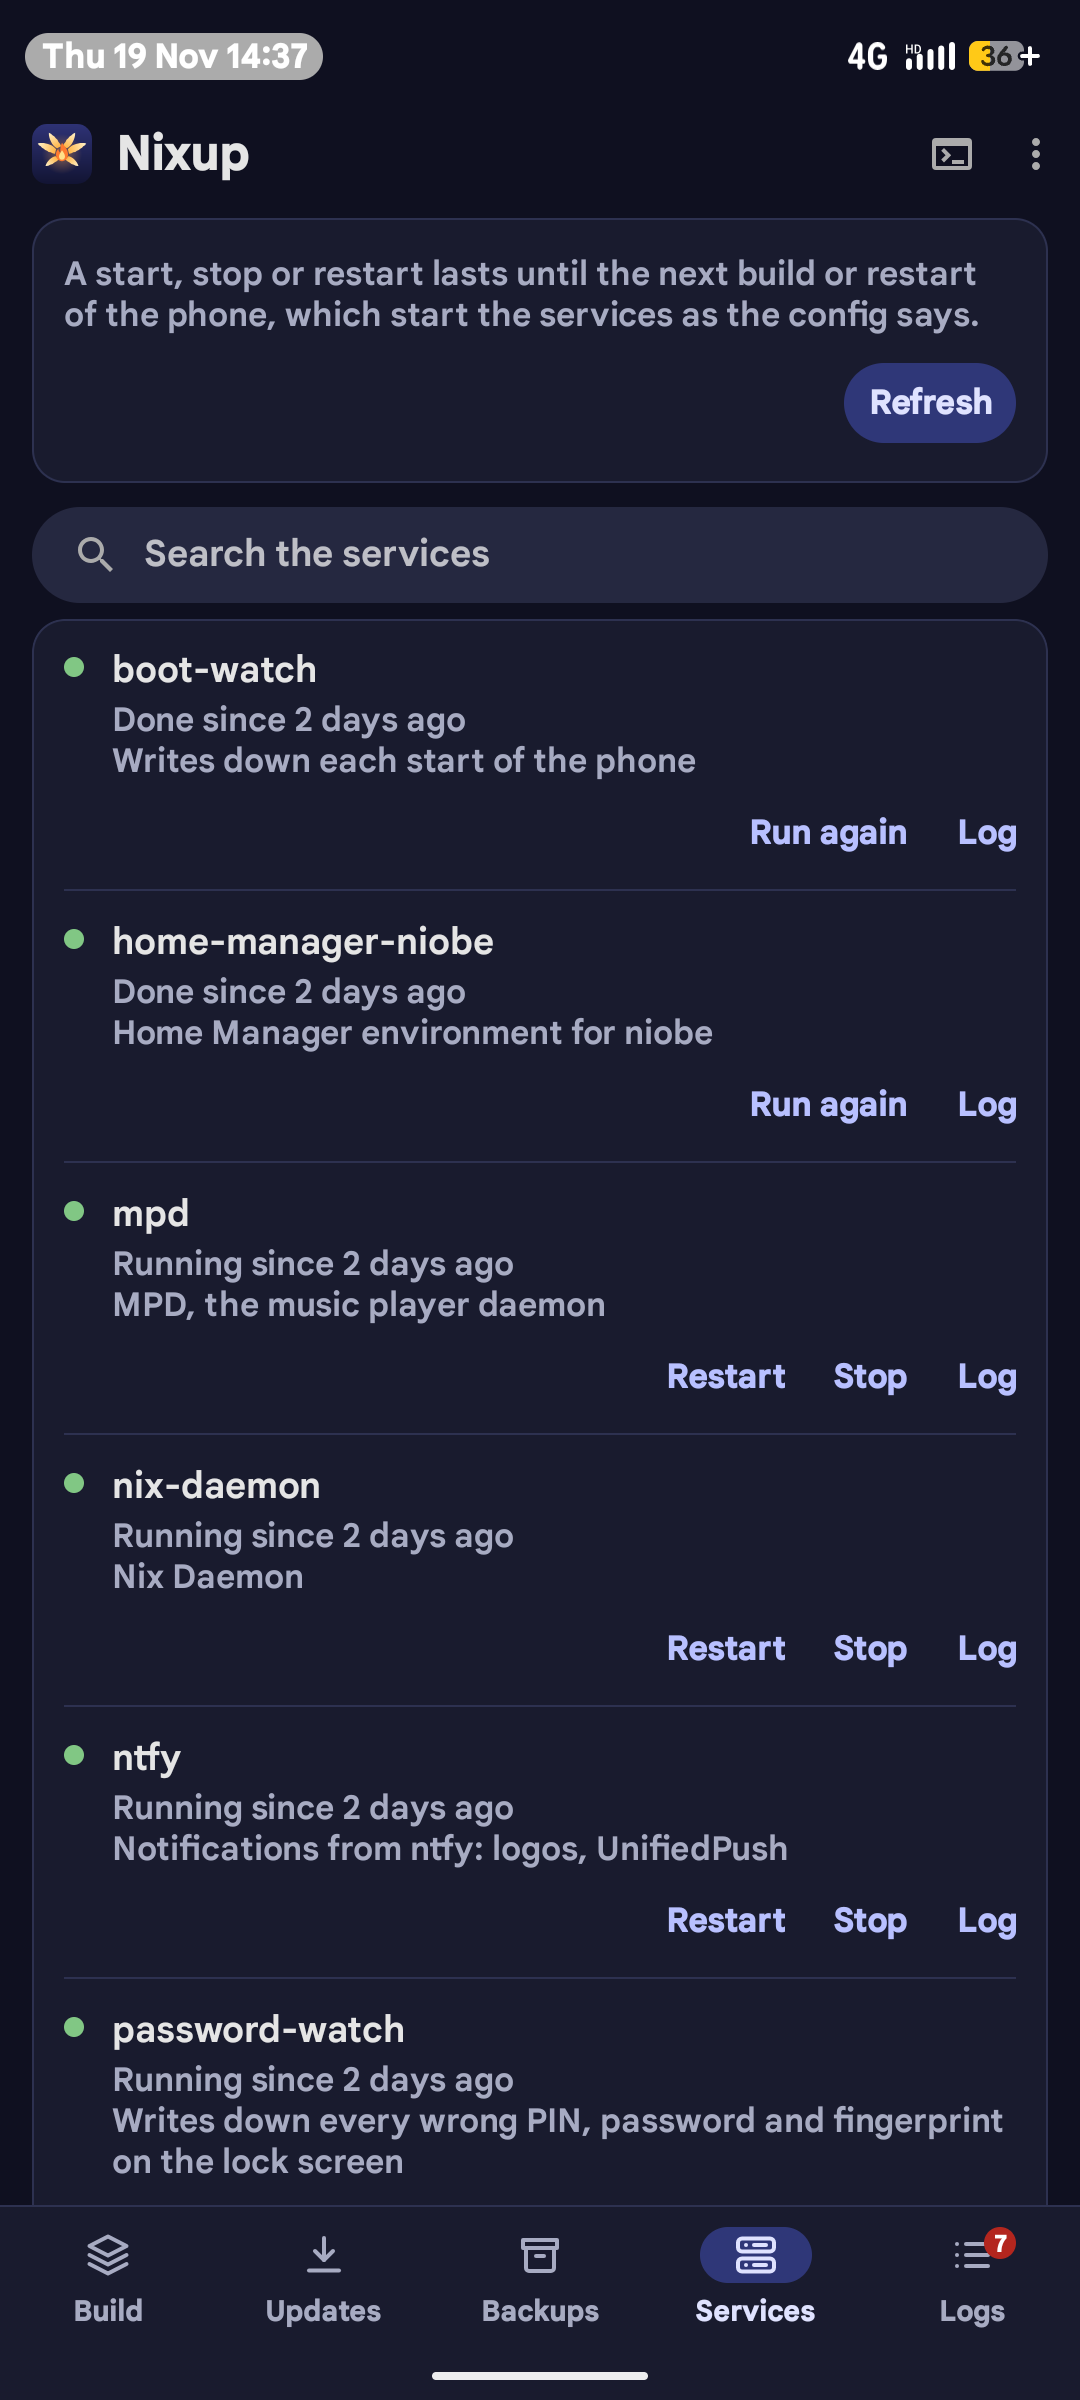 Thu 19 Nov 14:37
4G HD 36+
Nixup
A start, stop or restart lasts until the next build or restart
of the phone, which start the services as the config says.
Refresh
Search the services
boot-watch
Done since 2 days ago
Writes down each start of the phone
Run again Log
home-manager-niobe
Done since 2 days ago
Home Manager environment for niobe
Run again Log
mpd
Running since 2 days ago
MPD, the music player daemon
Restart Stop Log
nix-daemon
Running since 2 days ago
Nix Daemon
Restart Stop Log
ntfy
Running since 2 days ago
Notifications from ntfy: logos, UnifiedPush
Restart Stop Log
password-watch
Running since 2 days ago
Writes down every wrong PIN, password and fingerprint
on the lock screen
7
Build Updates Backups Services Logs